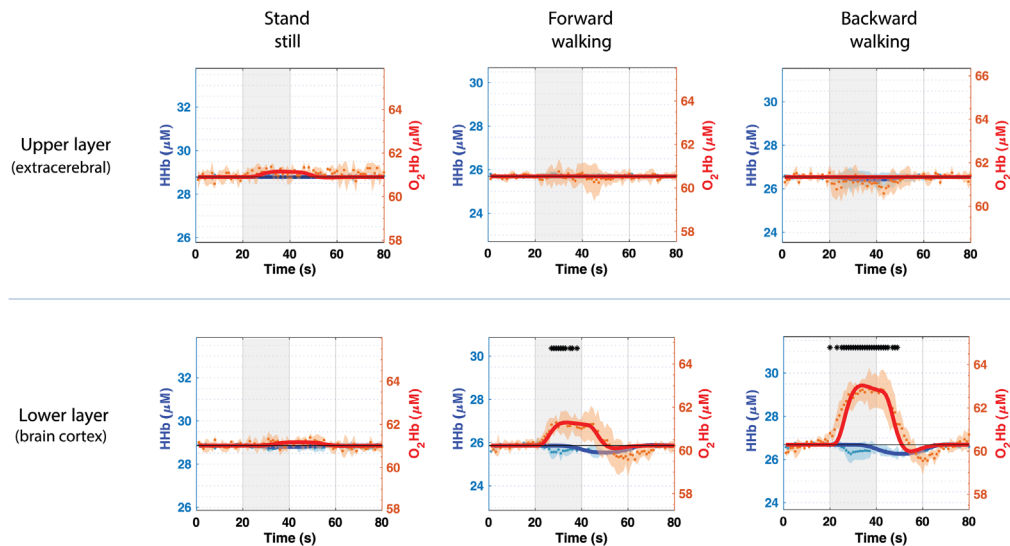 Stand
still
Forward
walking
Backward
walking
Upper layer
(extracerebral)
HHb (μM)
32
30
28
26
O2Hb (μM)
64
62
60
58
0 20 40 60 80
Time (s)
HHb (μM)
30
28
26
24
O2Hb (μM)
64
62
60
58
0 20 40 60 80
Time (s)
HHb (μM)
30
28
26
24
O2Hb (μM)
66
64
62
60
0 20 40 60 80
Time (s)
Lower layer
(brain cortex)
HHb (μM)
32
30
28
26
O2Hb (μM)
64
62
60
58
0 20 40 60 80
Time (s)
HHb (μM)
30
28
26
24
22
O2Hb (μM)
64
62
60
58
0 20 40 60 80
Time (s)
HHb (μM)
30
28
26
24
O2Hb (μM)
64
62
60
58
0 20 40 60 80
Time (s)